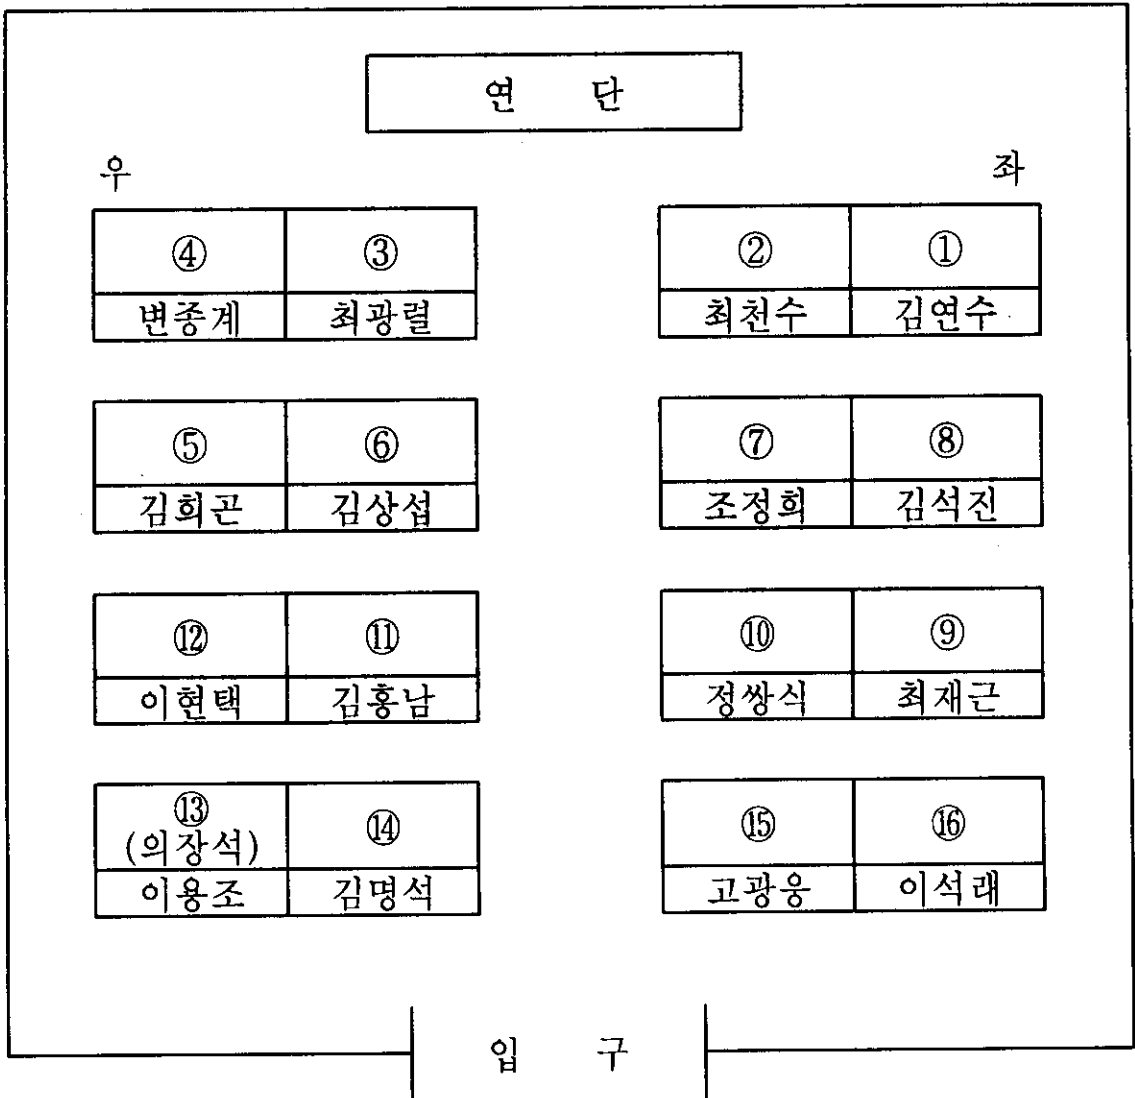 연 단
우 좌
④ ③ ② ①
변종계 최광렬 최천수 김연수
⑤ ⑥ ⑦ ⑧
김희곤 김상섭 조정희 김석진
⑫ ⑪ ⑩ ⑨
이현택 김홍남 정쌍식 최재근
⑬ ⑭ ⑮ ⑯
(의장석)
이용조 김명석 고광웅 이석래
입 구